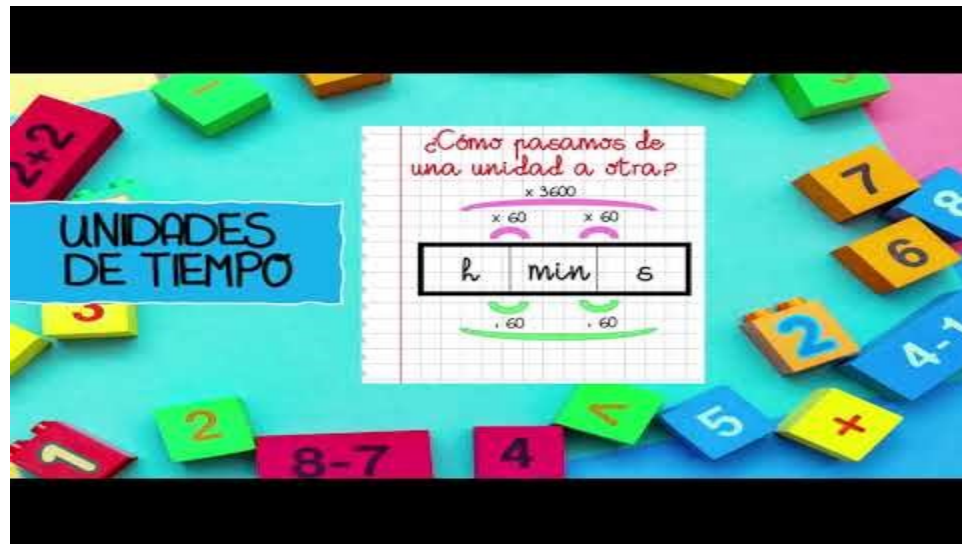 UNIDADES
DE TIEMPO
¿Cómo pasamos de
una unidad a otra?
x 3600
x 60 x 60
h min s
: 60 : 60
2+2
7
8
6
2
4-1
3
2
1
8-7
4
<
5
+